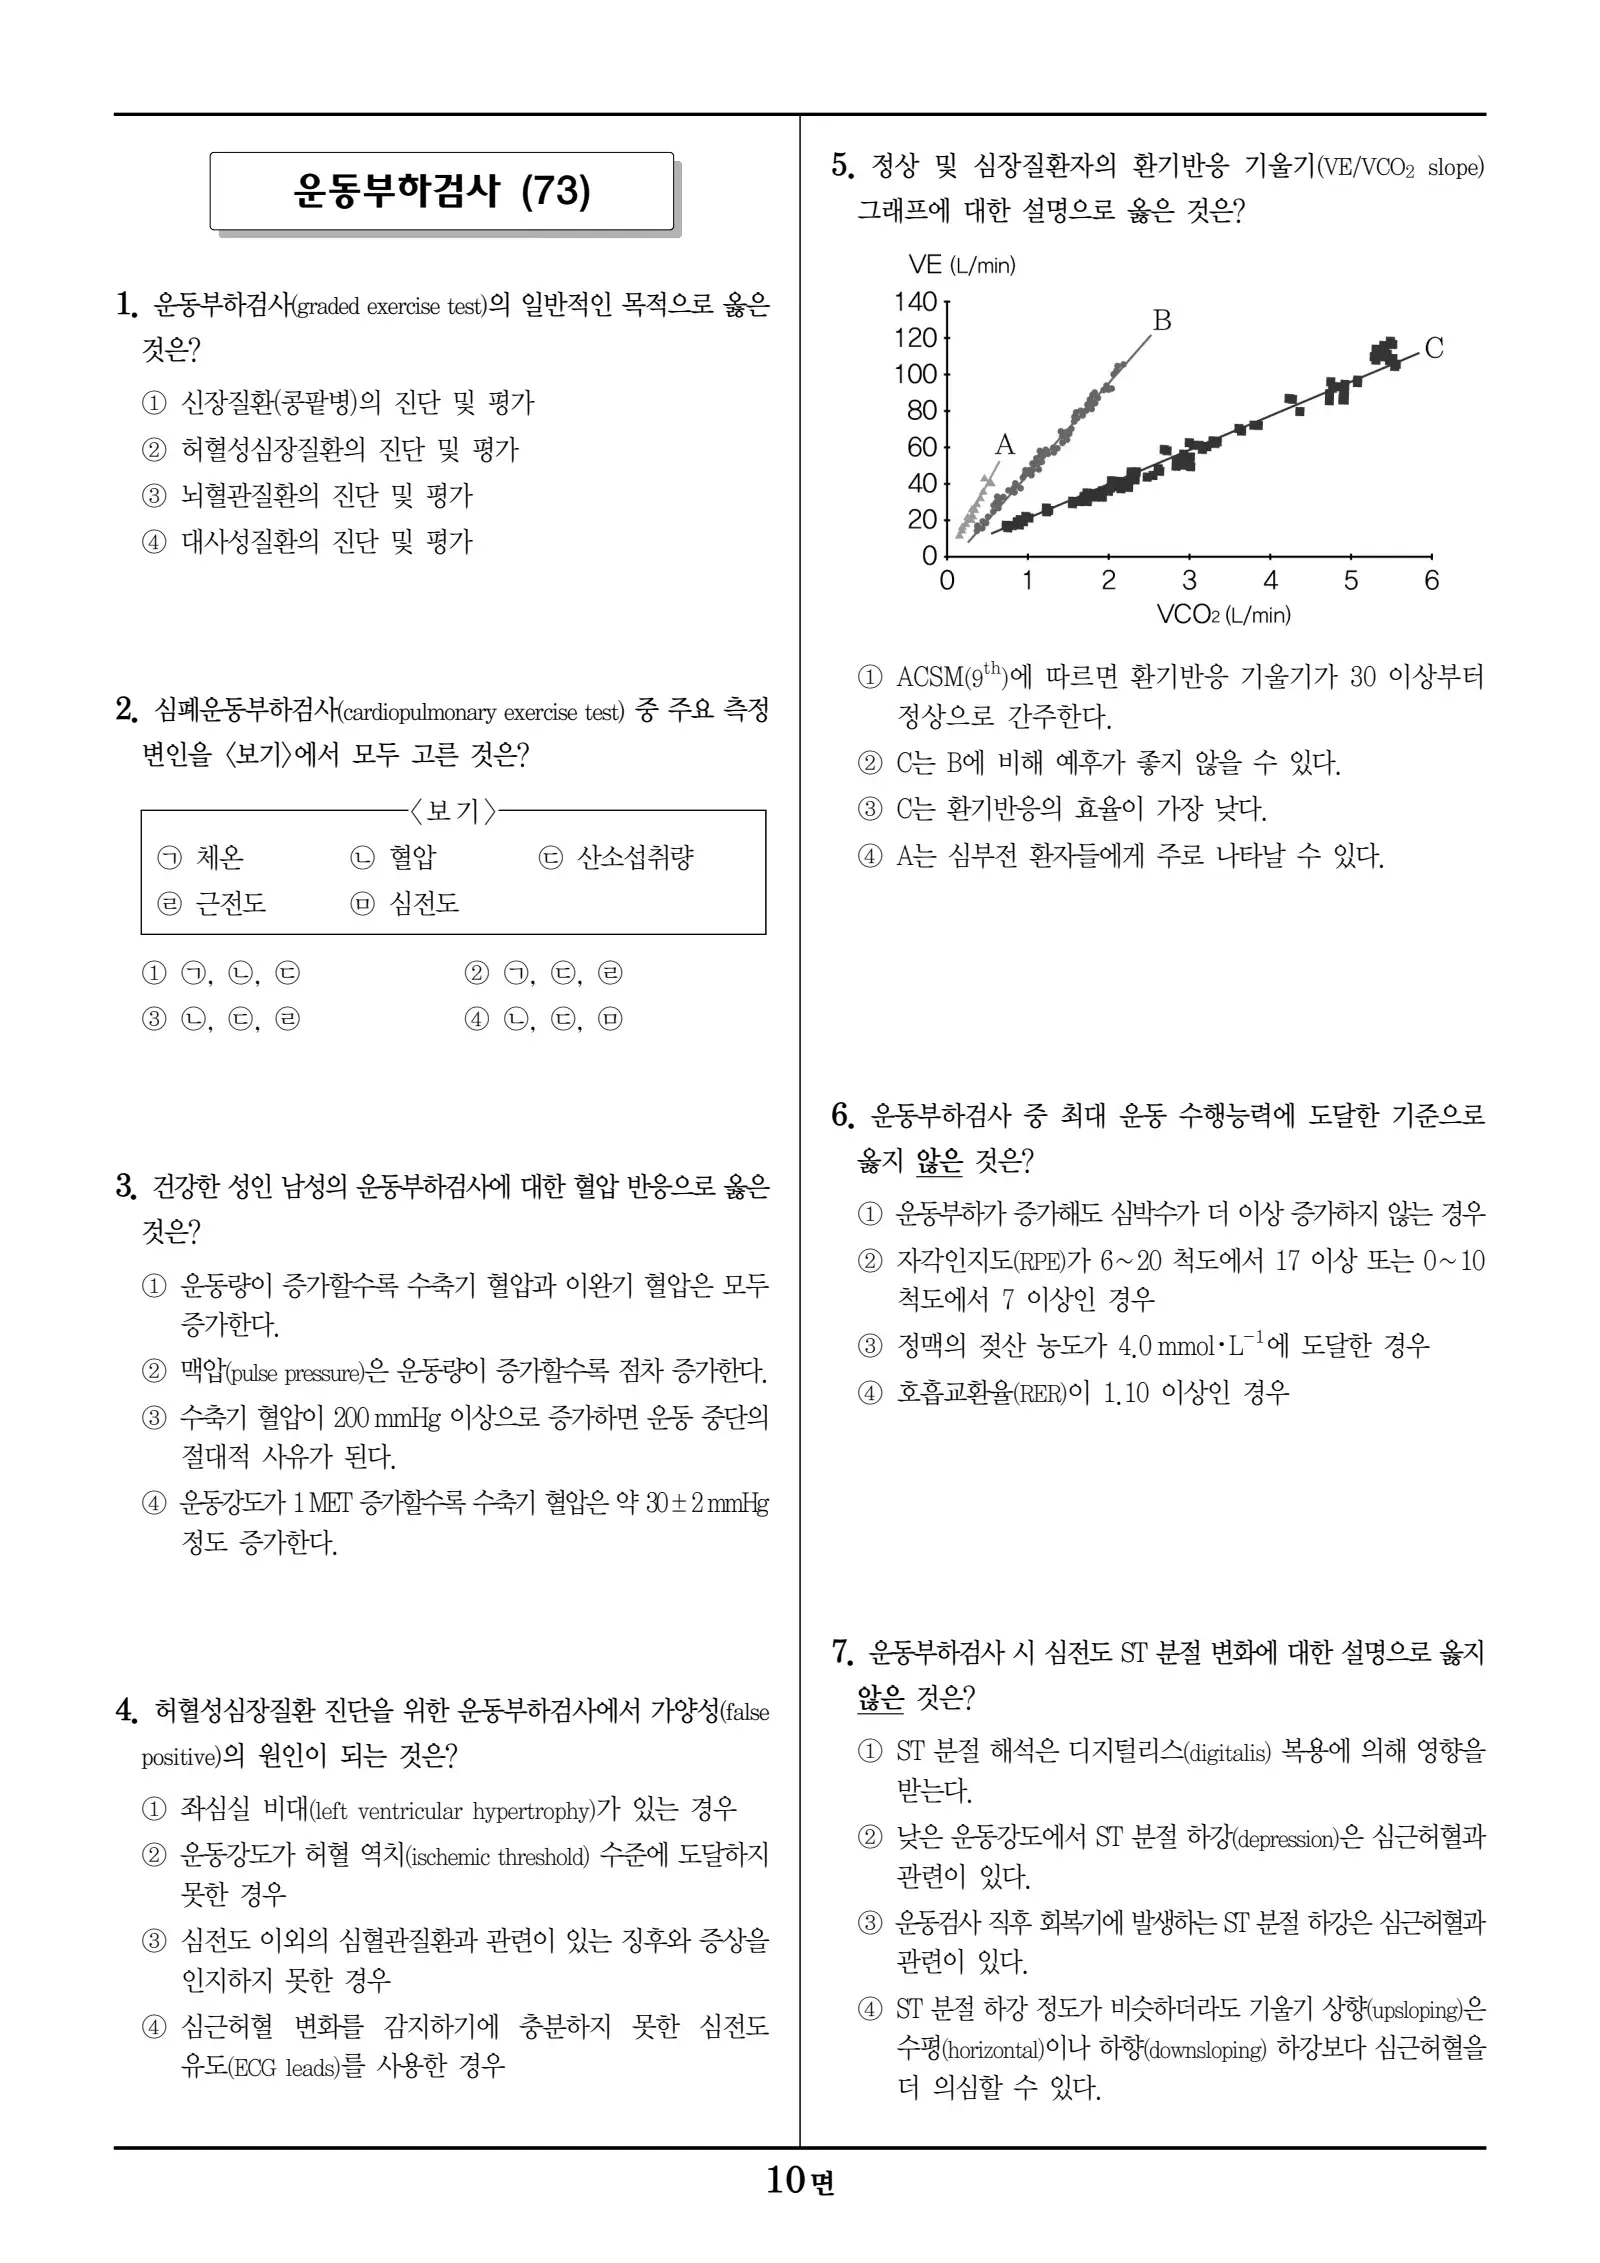 운동부하검사 (73)
1. 운동부하검사(graded exercise test)의 일반적인 목적으로 옳은
것은?
① 신장질환(콩팥병)의 진단 및 평가
② 허혈성심장질환의 진단 및 평가
③ 뇌혈관질환의 진단 및 평가
④ 대사성질환의 진단 및 평가
2. 심폐운동부하검사(cardiopulmonary exercise test) 중 주요 측정
변인을 〈보기〉에서 모두 고른 것은?
〈보기〉
㉠ 체온 ㉡ 혈압 ㉢ 산소섭취량
㉣ 근전도 ㉤ 심전도
① ㉠, ㉡, ㉢ ② ㉠, ㉢, ㉣
③ ㉡, ㉢, ㉣ ④ ㉡, ㉢, ㉤
3. 건강한 성인 남성의 운동부하검사에 대한 혈압 반응으로 옳은
것은?
① 운동량이 증가할수록 수축기 혈압과 이완기 혈압은 모두
증가한다.
② 맥압(pulse pressure)은 운동량이 증가할수록 점차 증가한다.
③ 수축기 혈압이 200 mmHg 이상으로 증가하면 운동 중단의
절대적 사유가 된다.
④ 운동강도가 1 MET 증가할수록 수축기 혈압은 약 30±2 mmHg
정도 증가한다.
4. 허혈성심장질환 진단을 위한 운동부하검사에서 가양성(false
positive)의 원인이 되는 것은?
① 좌심실 비대(left ventricular hypertrophy)가 있는 경우
② 운동강도가 허혈 역치(ischemic threshold) 수준에 도달하지
못한 경우
③ 심전도 이외의 심혈관질환과 관련이 있는 징후와 증상을
인지하지 못한 경우
④ 심근허혈 변화를 감지하기에 충분하지 못한 심전도
유도(ECG leads)를 사용한 경우
5. 정상 및 심장질환자의 환기반응 기울기(VE/VCO₂ slope)
그래프에 대한 설명으로 옳은 것은?
VE (L/min)
140
120
100
80
60
40
20
0
A
B
C
0 1 2 3 4 5 6
VCO₂ (L/min)
① ACSM(9th)에 따르면 환기반응 기울기가 30 이상부터
정상으로 간주한다.
② C는 B에 비해 예후가 좋지 않을 수 있다.
③ C는 환기반응의 효율이 가장 낮다.
④ A는 심부전 환자들에게 주로 나타날 수 있다.
6. 운동부하검사 중 최대 운동 수행능력에 도달한 기준으로
옳지 않은 것은?
① 운동부하가 증가해도 심박수가 더 이상 증가하지 않는 경우
② 자각인지도(RPE)가 6~20 척도에서 17 이상 또는 0~10
척도에서 7 이상인 경우
③ 정맥의 젖산 농도가 4.0 mmol·L⁻¹에 도달한 경우
④ 호흡교환율(RER)이 1.10 이상인 경우
7. 운동부하검사 시 심전도 ST 분절 변화에 대한 설명으로 옳지
않은 것은?
① ST 분절 해석은 디지털리스(digitalis) 복용에 의해 영향을
받는다.
② 낮은 운동강도에서 ST 분절 하강(depression)은 심근허혈과
관련이 있다.
③ 운동검사 직후 회복기에 발생하는 ST 분절 하강은 심근허혈과
관련이 있다.
④ ST 분절 하강 정도가 비슷하더라도 기울기 상향(upsloping)은
수평(horizontal)이나 하향(downsloping) 하강보다 심근허혈을
더 의심할 수 있다.
10면